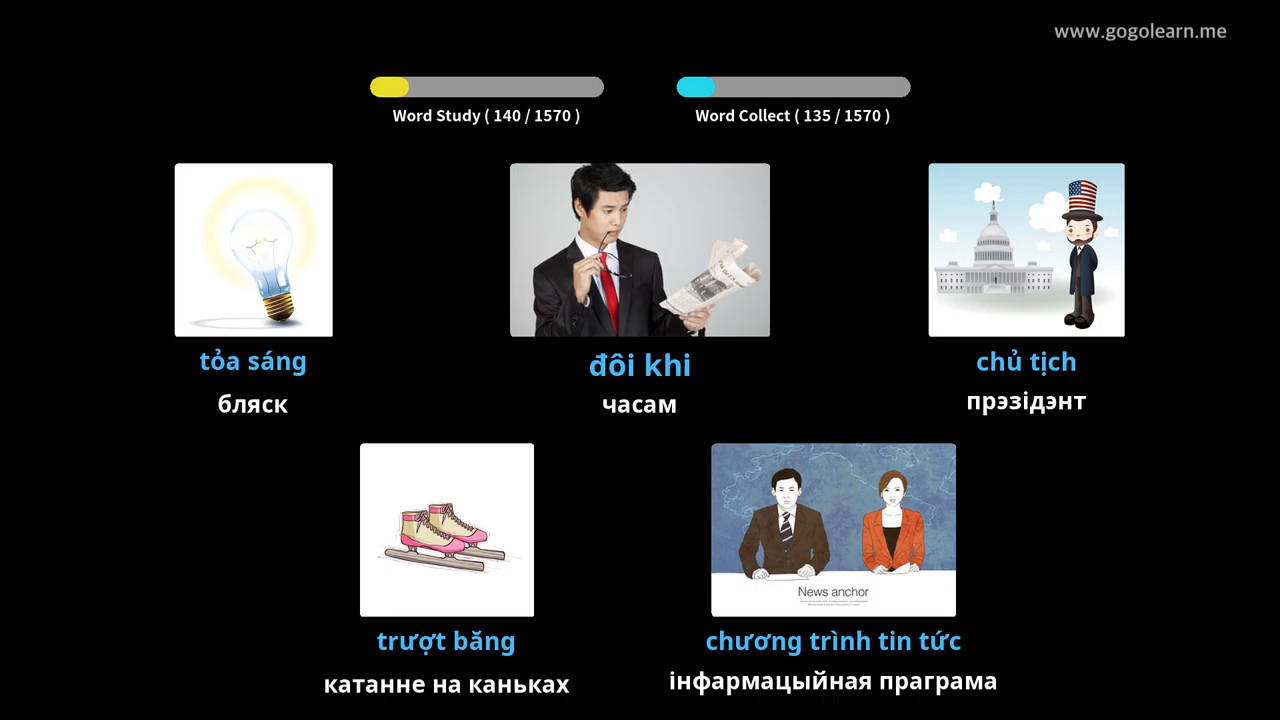 www.gogolearn.me
Word Study ( 140 / 1570 )
Word Collect ( 135 / 1570 )
tỏa sáng
бляск
đôi khi
часам
chủ tịch
прэзідэнт
News anchor
trượt băng
катанне на каньках
chương trình tin tức
інфармацыйная праграма